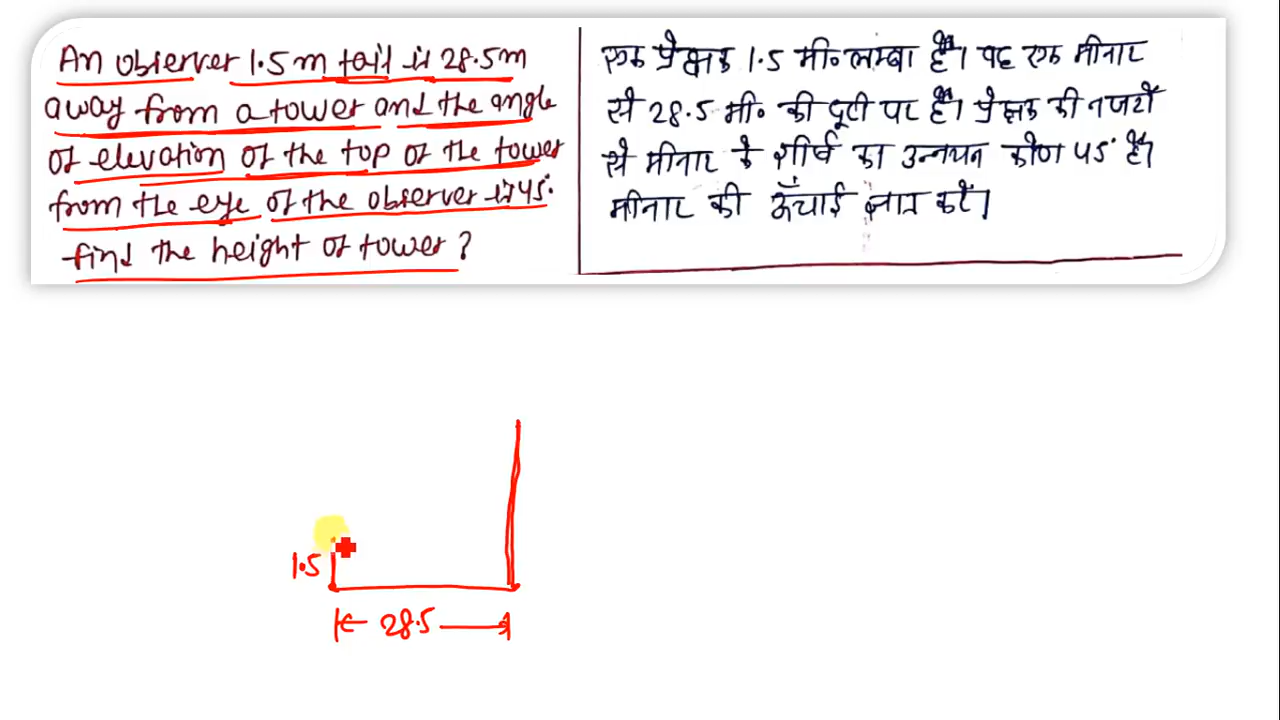 An observer 1.5m tall is 28.5m
away from a tower and the angle
of elevation of the top of the tower
from the eye of the observer is 45°
find the height of tower?
एक प्रेक्षक 1.5 मी० लम्बा है। वह एक मीनार
से 28.5 मी० की दूरी पर है। प्रेक्षक की नजरों
से मीनार के शीर्ष का उन्नयन कोण 45° है।
मीनार की ऊँचाई ज्ञात करें।
1.5
28.5